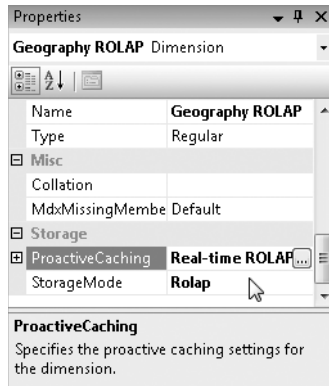 Properties
Geography ROLAP Dimension
Name Geography ROLAP
Type Regular
Misc
Collation
MdxMissingMembe Default
Storage
ProactiveCaching Real-time ROLAP...
StorageMode Rolap
ProactiveCaching
Specifies the proactive caching settings for
the dimension.